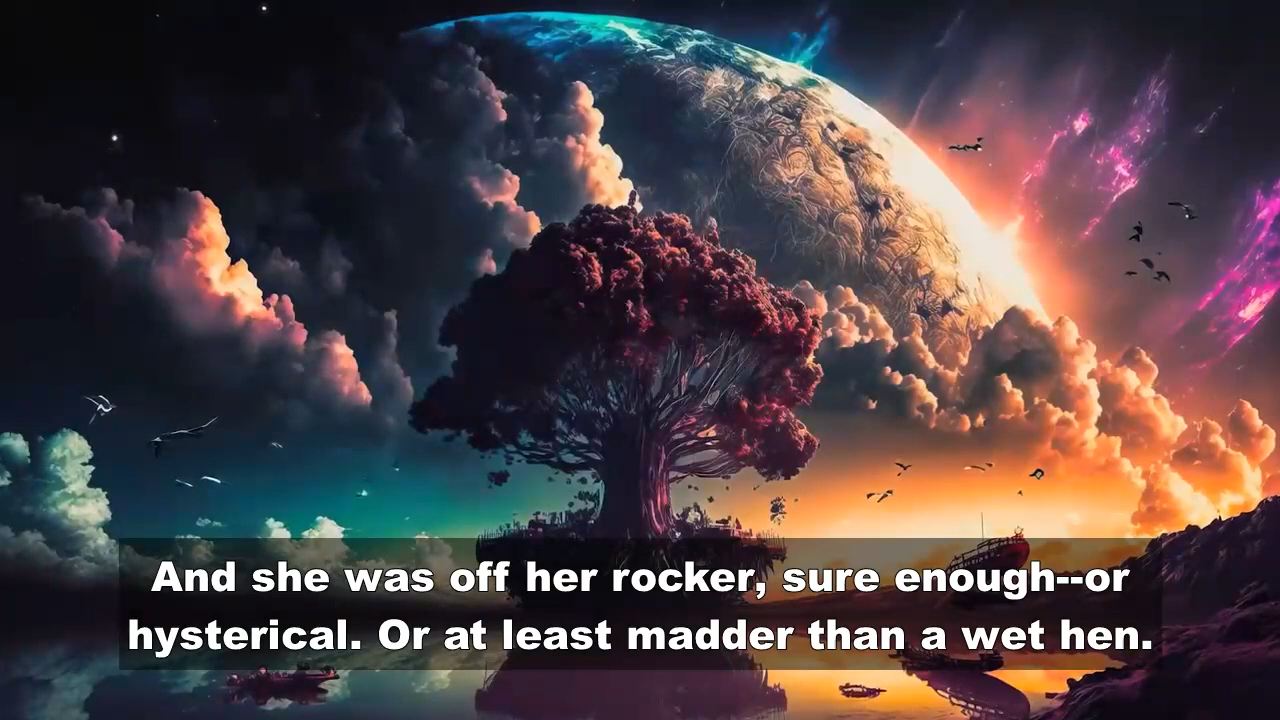 And she was off her rocker, sure enough--or
hysterical. Or at least madder than a wet hen.